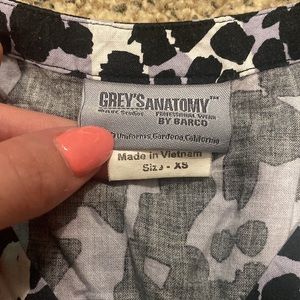 GREY'S ANATOMY™
PROFESSIONAL WEAR
BY BARCO
Uniforms, Gardena, California
Made in Vietnam
Size - XS